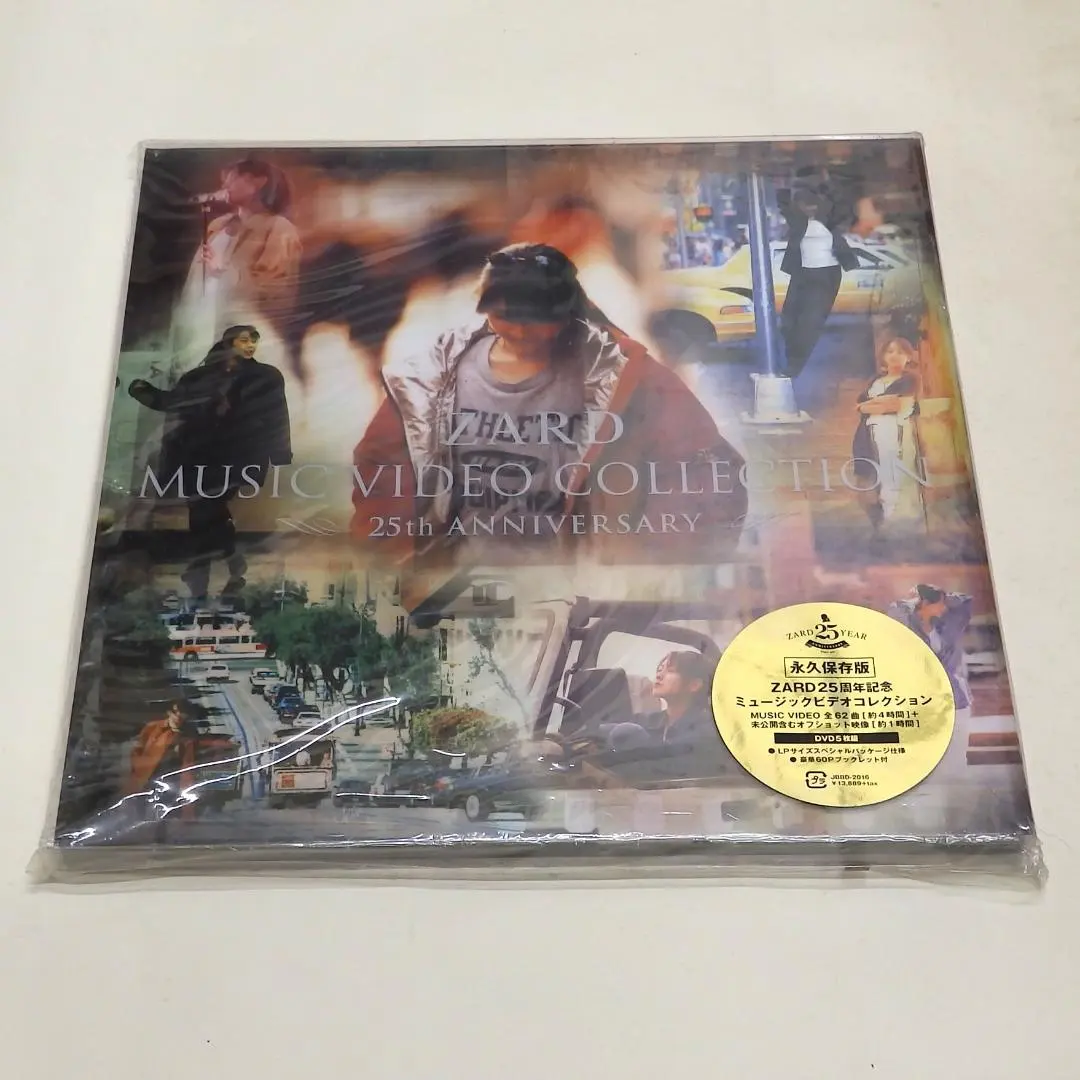 ZARD
MUSIC VIDEO COLLECTION
25th ANNIVERSARY
ZARD 25 YEAR
ANNIVERSARY
永久保存版
ZARD25周年記念
ミュージックビデオコレクション
MUSIC VIDEO 全62曲[約4時間]+
未公開含むオフショット映像[約1時間]
DVD5枚組
●LPサイズスペシャルパッケージ仕様
●豪華60Pブックレット付
JBBD-2016
¥13,889+tax